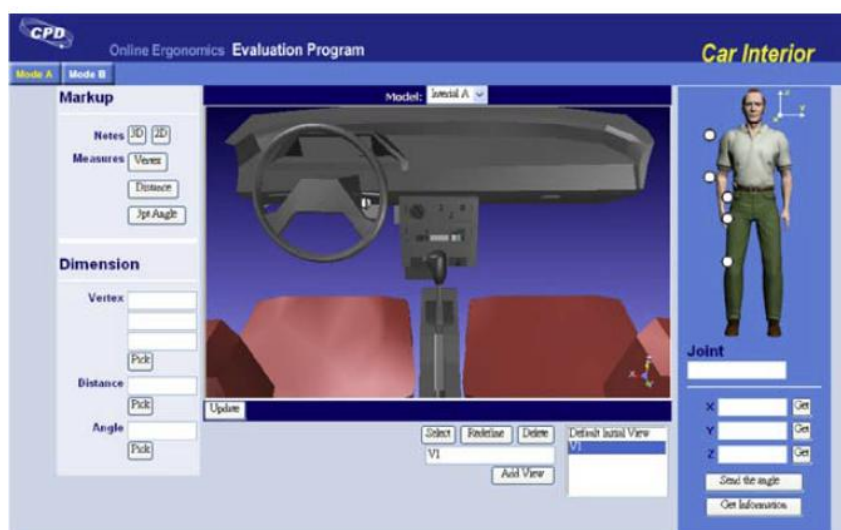 CPD
Online Ergonomics Evaluation Program
Car Interior
Mode A Mode B
Markup
Model:
Notes 3D 2D
Measures Vertex
Distance
3pt Angle
Dimension
Vertex
Pick
Distance
Pick
Angle
Pick
Update
Select Redefine Delete
V1
Add View
Default Initial View
V1
Joint
X Get
Y Get
Z Get
Send the angle
Get Information